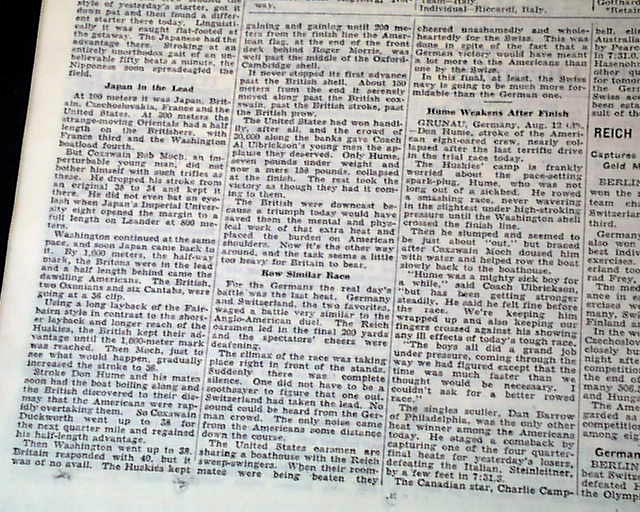 style of yesterday's starter, got
down pat and then found a differ-
ent starter there today. Linguisti-
cally it was caught flat-footed at
the getaway. The Japanese had the
advantage there. Stroking at an
entirely unorthodox gait of an un-
believable fifty beats a minute, the
Nipponese soon spreadeagled the
field.
Japan in the Lead
At 100 meters it was Japan, Brit-
ain, Czechoslovakia, France and the
United States. At 200 meters the
strange-moving Orientals had a half
length on the Britishers, with
France third and the Washington
boatload fourth.
But Coxswain Bob Moch, an im-
perturbable young man, did not
bother himself with such trifles as
these. He dropped his stroke from
an original 38 to 34 and kept it
there. He did not even bat an eye-
lash when Japan's Imperial Univer-
sity eight opened the margin to a
full length on Leander at 500 me-
ters.
Washington continued at the same
pace, and soon Japan came back to
it. By 1,000 meters, the half-way
mark, the Britons were in the lead
and a half length behind came the
dawdling Americans. The British,
two Oxonians and six Cantabs, were
going at a 36 clip.
Using a long layback of the Fair-
bairn style in contrast to the short-
er layback and longer reach of the
Huskies, the British kept their ad-
vantage until the 1,600-meter mark
was reached. Then Moch, just to
see what would happen, gradually
increased the stroke to 36.
Stroke Don Hume and his mates
soon had the boat boiling along and
the British discovered to their dis-
may that the Americans were rap-
idly overtaking them. So Coxswain
Duckworth went up to 38 for
the next quarter mile and regained
his half-length advantage.
Then Washington went up to 38.
Britain responded with 40, but it
was of no avail. The Huskies kept
way.
gaining and gaining until 200 me-
ters from the finish line the Amer-
ican flag, at the end of the front
deck behind Roger Morris, was
well past the middle of the Oxford-
Cambridge shell.
It never stopped its first advance
past the British shell. About 150
meters from the end it serenely
moved along past the British cox-
swain, past the British stroke, past
the British prow.
The United States had won handi-
ly, after all, and the crowd of
20,000 along the banks gave Coach
Al Ulbrickson's young men the ap-
plause they deserved. Only Hume,
seven pounds under weight and
now a mere 158 pounds, collapsed
at the finish. The rest took the
victory as though they had it com-
ing to them.
The British were downcast be-
cause a triumph today would have
saved them the mental and phys-
ical work of that extra heat and
placed the burden on American
shoulders. Now it's the other way
around, and the task seems a little
too heavy for Britain to bear.
Row Similar Race
For the Germans the real day's
battle was the last heat. Germany
and Switzerland, the two favorites,
waged a battle very similar to the
Anglo-American duel. The Reich
oarsmen led in the final 200 yards
and the spectators' cheers were
deafening.
The climax of the race was taking
place right in front of the stands.
Suddenly there was complete
silence. One did not have to be a
soothsayer to figure that one out.
Switzerland had taken the lead. No
sound could be heard from the Ger-
man crowd. The only noise came
from the Americans some distance
down the course.
The United States oarsmen are
sharing a boathouse with the Reich
sweep-swingers. When their room-
mates were being beaten they
Individual—Riccardi, Italy.
cheered unashamedly and whole-
heartedly for the Swiss. This was
done in spite of the fact that a
German victory would have meant
a lot more to the Americans than
one by the Swiss.
In this final, at least, the Swiss
navy is going to be much more for-
midable than the German one.
Hume Weakens After Finish
GRUNAU, Germany, Aug. 12 (AP).
—Don Hume, stroke of the Ameri-
can eight-oared crew, nearly col-
lapsed after the last terrific drive
in the trial race today.
The Huskies' camp is frankly
worried about the pace-setting
spark-plug, Hume, who was not
long out of a sickbed. He rowed
a smashing race, never wavering
in the slightest under high-stroking
pressure until the Washington shell
crossed the finish line.
Then he slumped and seemed to
be just about "out," but braced
after Coxswain Moch doused him
with water and helped row the boat
slowly back to the boathouse.
"Hume was a mighty sick boy for
a while," said Coach Ulbrickson,
"but has been getting stronger
steadily. He said he felt fine before
the race. We're keeping him
wrapped up and also keeping our
fingers crossed against his showing
any ill effects of today's tough race.
"The boys all did a grand job
under pressure, coming through the
way we had figured except that the
time was much faster than we
thought would be necessary. I
couldn't ask for a better rowed
race."
The singles sculler, Dan Barrow
of Philadelphia, was the only other
heat winner among the Americans
today. He staged a comeback by
capturing one of the four quarter-
final heats for yesterday's losers,
defeating the Italian, Steinleitner,
by a few feet in 7:31.3.
The Canadian star, Charlie Camp-
REICH
Captures
Gold M
BERLIN
won the
team
Switzerland
third.